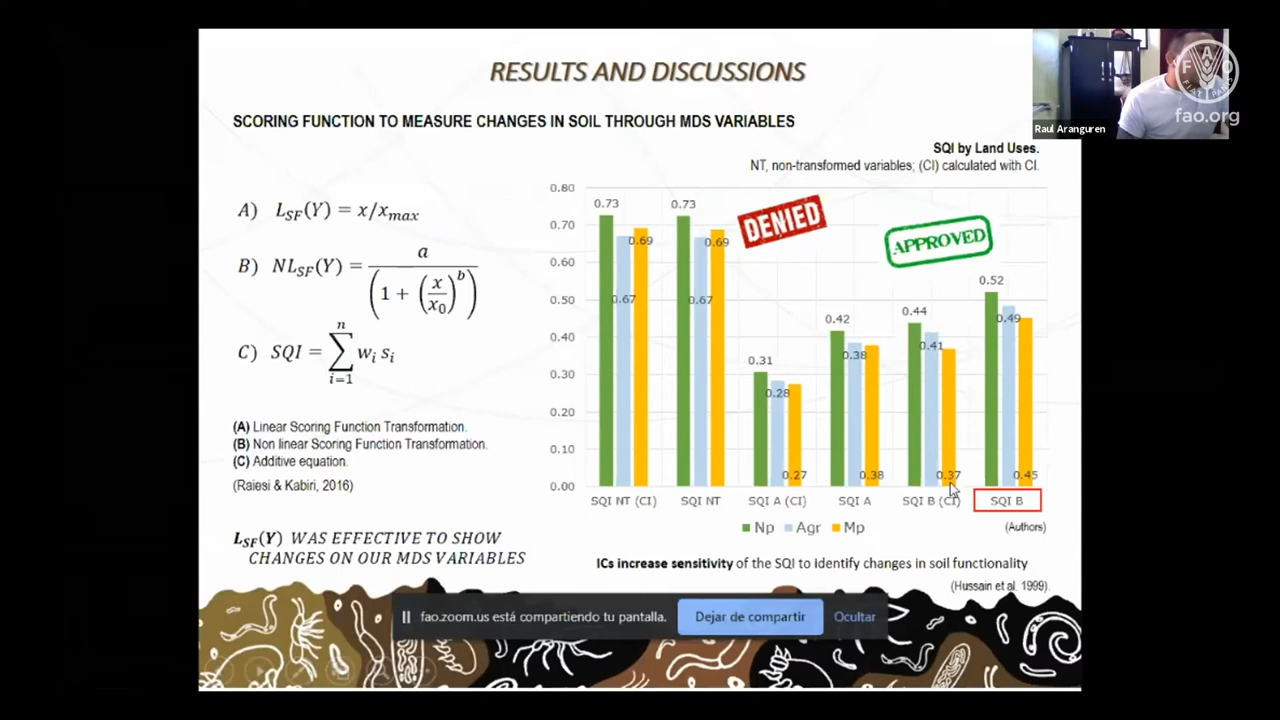 RESULTS AND DISCUSSIONS
FAO
FIAT PANIS
fao.org
Raul Aranguren
SCORING FUNCTION TO MEASURE CHANGES IN SOIL THROUGH MDS VARIABLES
SQI by Land Uses.
NT, non-transformed variables; (CI) calculated with CI.
A) L_SF(Y) = x/x_max
B) NL_SF(Y) = a / (1 + (x/x_0)^b)
C) SQI = ∑_{i=1}^{n} w_i s_i
(A) Linear Scoring Function Transformation.
(B) Non linear Scoring Function Transformation.
(C) Additive equation.
(Raiesi & Kabiri, 2016)
L_SF(Y) WAS EFFECTIVE TO SHOW
CHANGES ON OUR MDS VARIABLES
0.80
0.70
0.60
0.50
0.40
0.30
0.20
0.10
0.00
0.73
0.67
0.69
0.73
0.67
0.69
0.31
0.28
0.27
0.42
0.38
0.38
0.44
0.41
0.37
0.52
0.49
0.45
DENIED
APPROVED
SQI NT (CI) SQI NT SQI A (CI) SQI A SQI B (CI) SQI B
Np Agr Mp
(Authors)
ICs increase sensitivity of the SQI to identify changes in soil functionality
(Hussain et al. 1999).
fao.zoom.us está compartiendo tu pantalla. Dejar de compartir Ocultar